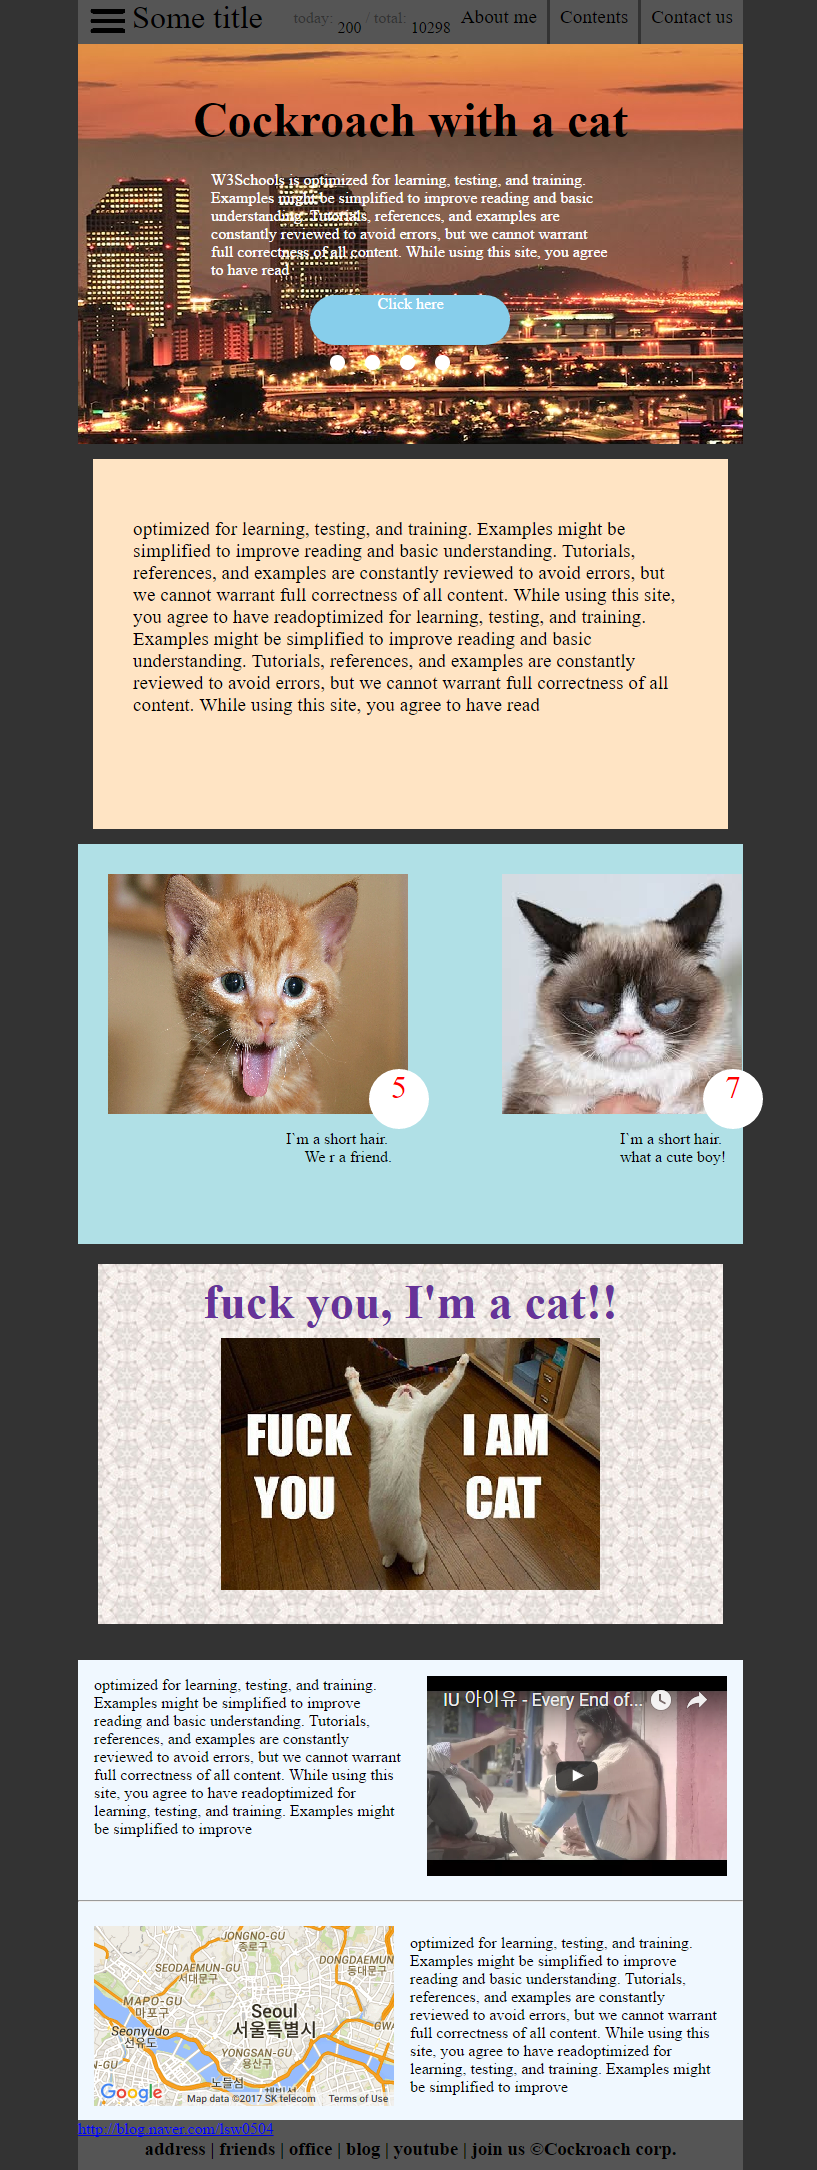 Some title
today: 200 / total: 10298
About me
Contents
Contact us
Cockroach with a cat
W3Schools is optimized for learning, testing, and training.
Examples might be simplified to improve reading and basic
understanding. Tutorials, references, and examples are
constantly reviewed to avoid errors, but we cannot warrant
full correctness of all content. While using this site, you agree
to have read
Click here
optimized for learning, testing, and training. Examples might be
simplified to improve reading and basic understanding. Tutorials,
references, and examples are constantly reviewed to avoid errors, but
we cannot warrant full correctness of all content. While using this site,
you agree to have readoptimized for learning, testing, and training.
Examples might be simplified to improve reading and basic
understanding. Tutorials, references, and examples are constantly
reviewed to avoid errors, but we cannot warrant full correctness of all
content. While using this site, you agree to have read
5
I`m a short hair.
We r a friend.
7
I`m a short hair.
what a cute boy!
fuck you, I'm a cat!!
FUCK YOU
I AM CAT
optimized for learning, testing, and training.
Examples might be simplified to improve
reading and basic understanding. Tutorials,
references, and examples are constantly
reviewed to avoid errors, but we cannot warrant
full correctness of all content. While using this
site, you agree to have readoptimized for
learning, testing, and training. Examples might
be simplified to improve
IU 아이유 - Every End of...
JONGNO-GU
종로구
SEODAEMUN-GU
서대문구
DONGDAEMUN
동대문구
MAPO-GU
마포구
Seoul
서울특별시
Seonyudo
선유도
GWA
YONGSAN-GU
용산구
N-GU
노들섬
Google
Map data ©2017 SK telecom
Terms of Use
optimized for learning, testing, and training.
Examples might be simplified to improve
reading and basic understanding. Tutorials,
references, and examples are constantly
reviewed to avoid errors, but we cannot warrant
full correctness of all content. While using this
site, you agree to have readoptimized for
learning, testing, and training. Examples might
be simplified to improve
http://blog.naver.com/lsw0504
address | friends | office | blog | youtube | join us ©Cockroach corp.